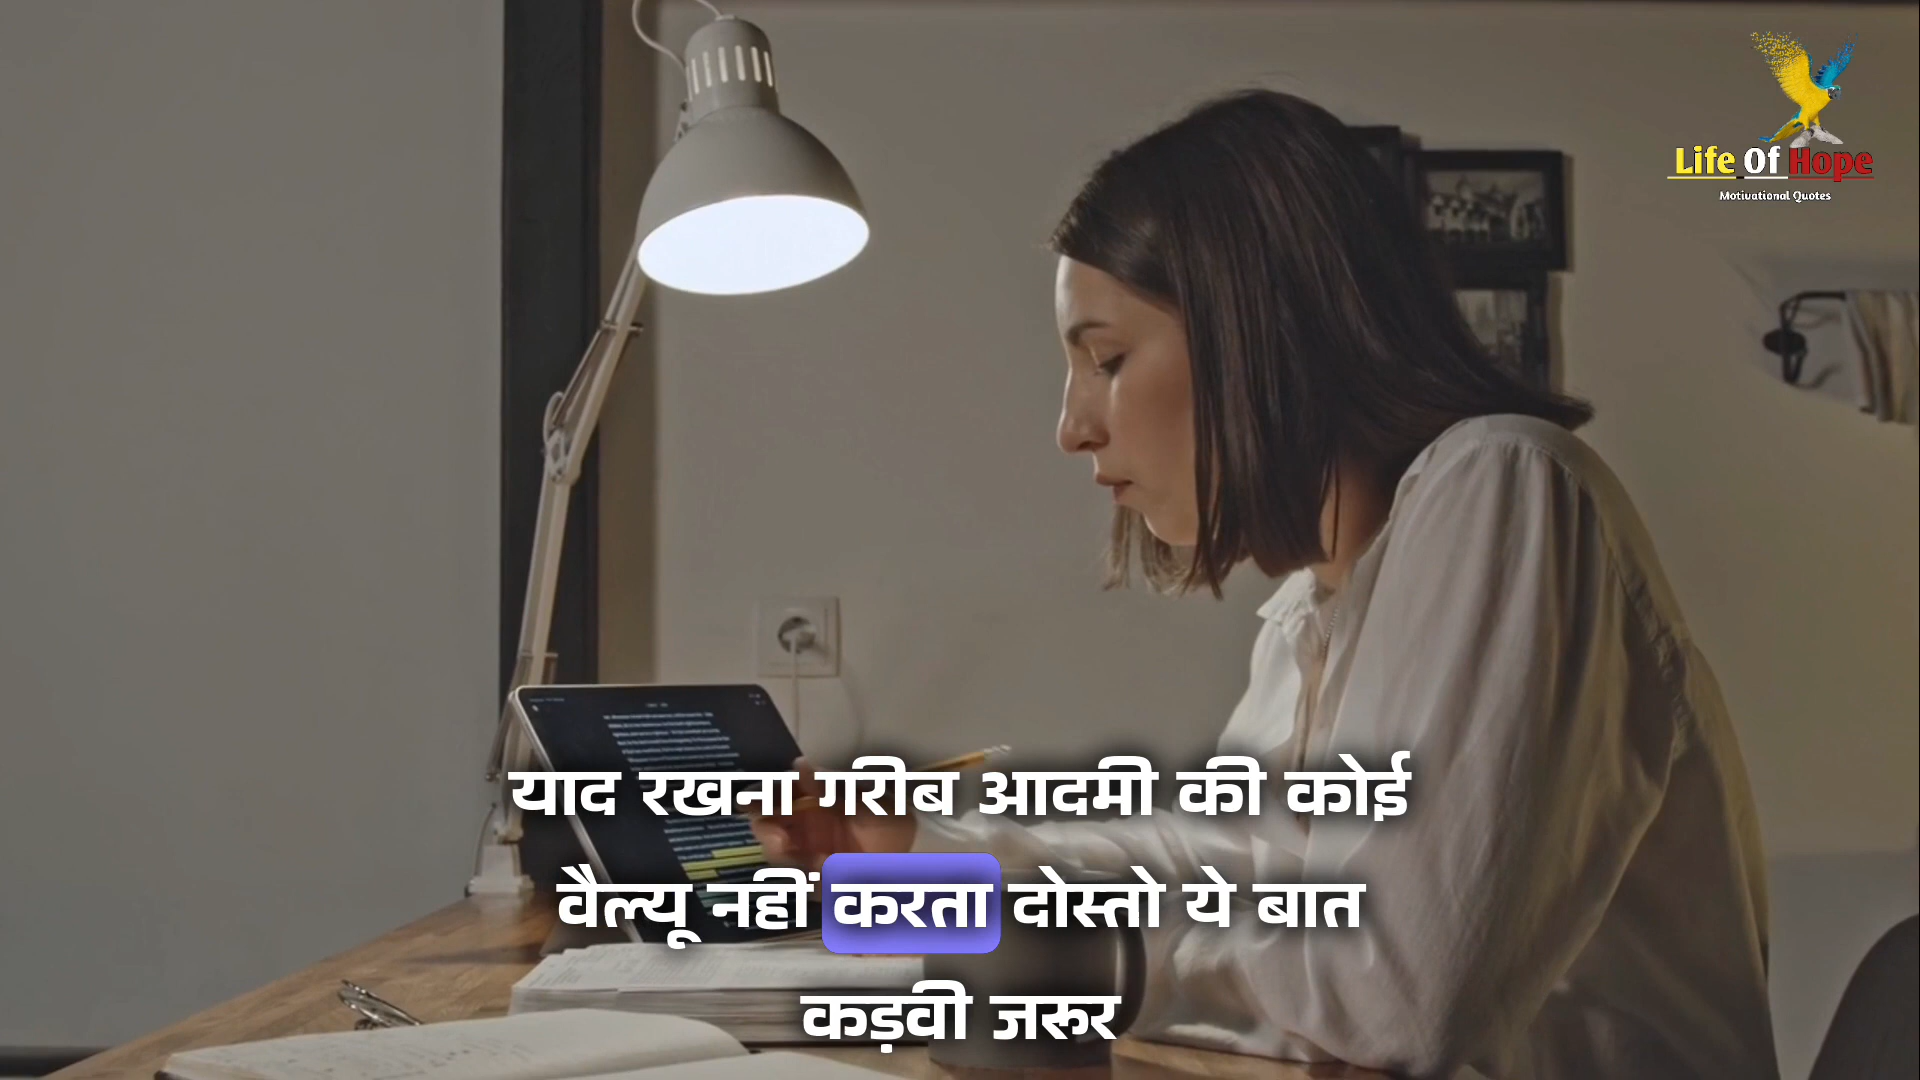 Life Of Hope
Motivational Quotes
याद रखना गरीब आदमी की कोई
वैल्यू नहीं करता दोस्तो ये बात
कड़वी जरूर